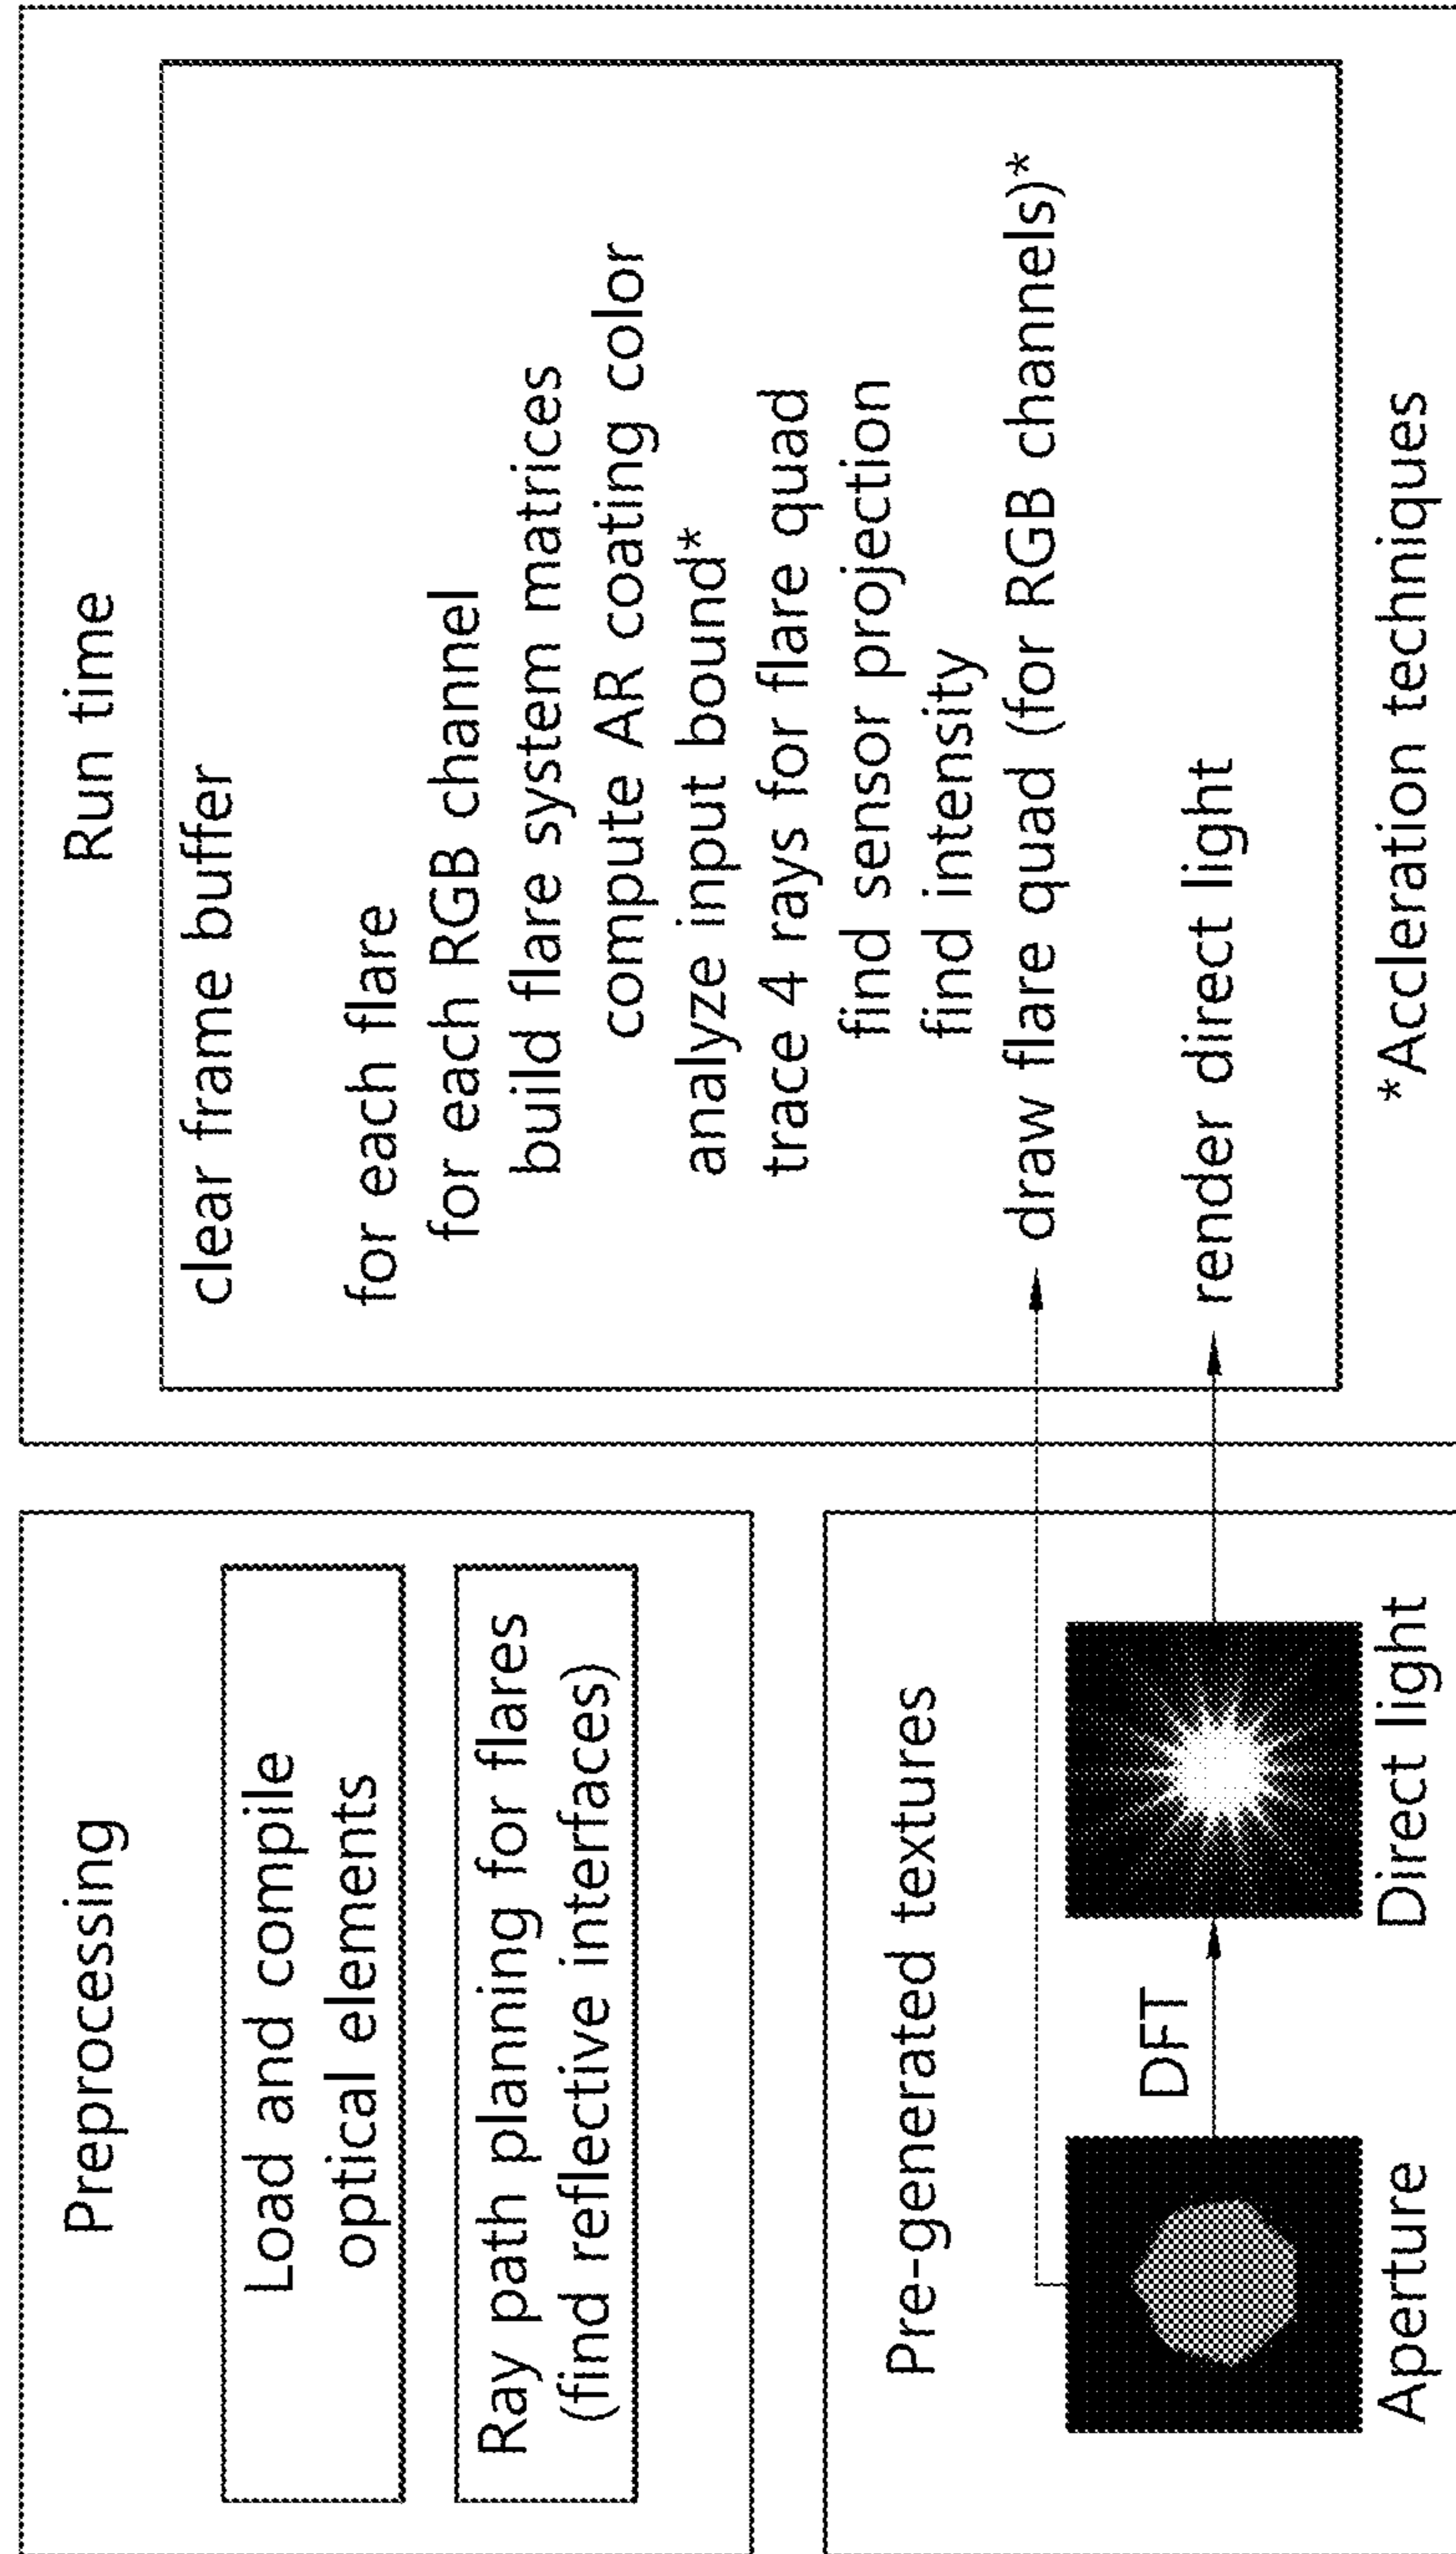 Preprocessing
Load and compile
optical elements
Ray path planning for flares
(find reflective interfaces)
Pre-generated textures
DFT
Aperture
Direct light
Run time
clear frame buffer
for each flare
for each RGB channel
build flare system matrices
compute AR coating color
analyze input bound*
trace 4 rays for flare quad
find sensor projection
find intensity
draw flare quad (for RGB channels)*
render direct light
*Accleration techniques